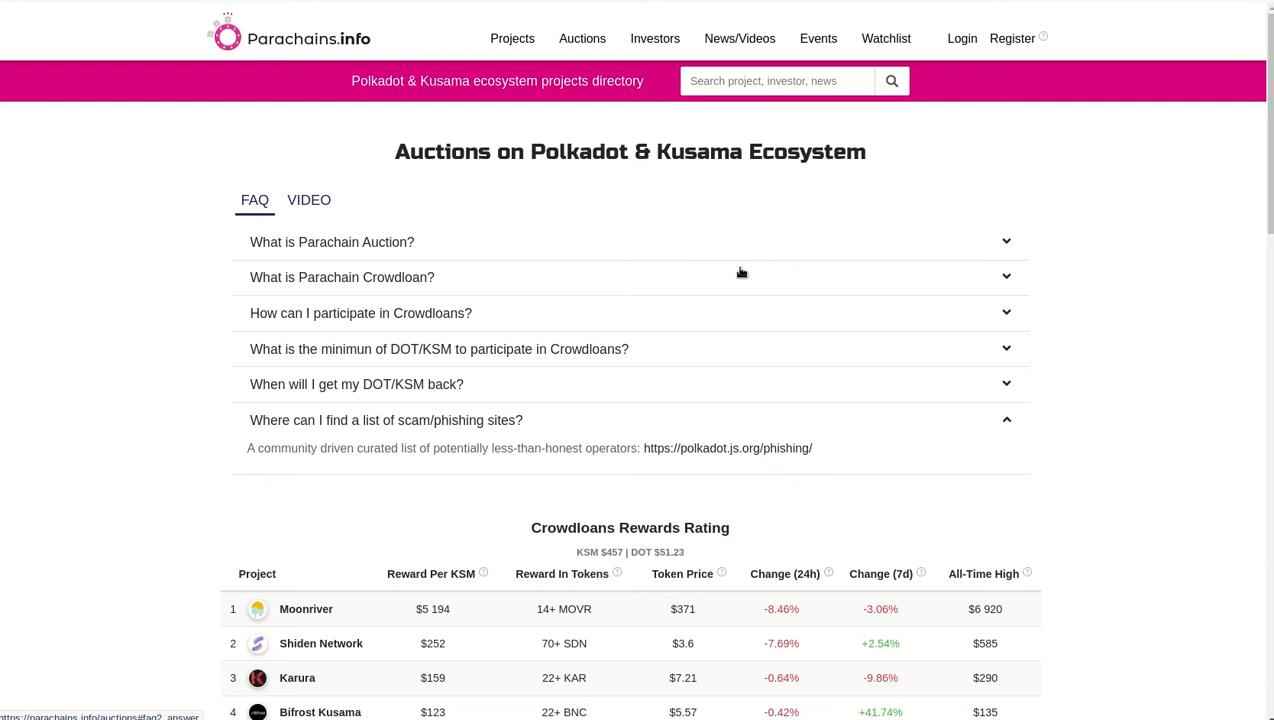 Parachains.info
Projects Auctions Investors News/Videos Events Watchlist Login Register ?
Polkadot & Kusama ecosystem projects directory Search project, investor, news
Auctions on Polkadot & Kusama Ecosystem
FAQ VIDEO
What is Parachain Auction?
What is Parachain Crowdloan?
How can I participate in Crowdloans?
What is the minimun of DOT/KSM to participate in Crowdloans?
When will I get my DOT/KSM back?
Where can I find a list of scam/phishing sites?
A community driven curated list of potentially less-than-honest operators: https://polkadot.js.org/phishing/
Crowdloans Rewards Rating
KSM $457 | DOT $51.23
Project Reward Per KSM ? Reward In Tokens ? Token Price ? Change (24h) ? Change (7d) ? All-Time High ?
1 Moonriver $5 194 14+ MOVR $371 -8.46% -3.06% $6 920
2 Shiden Network $252 70+ SDN $3.6 -7.69% +2.54% $585
3 Karura $159 22+ KAR $7.21 -0.64% -9.86% $290
4 Bifrost Kusama $123 22+ BNC $5.57 -0.42% +41.74% $135
https://parachains.info/auctions#faq2_answer